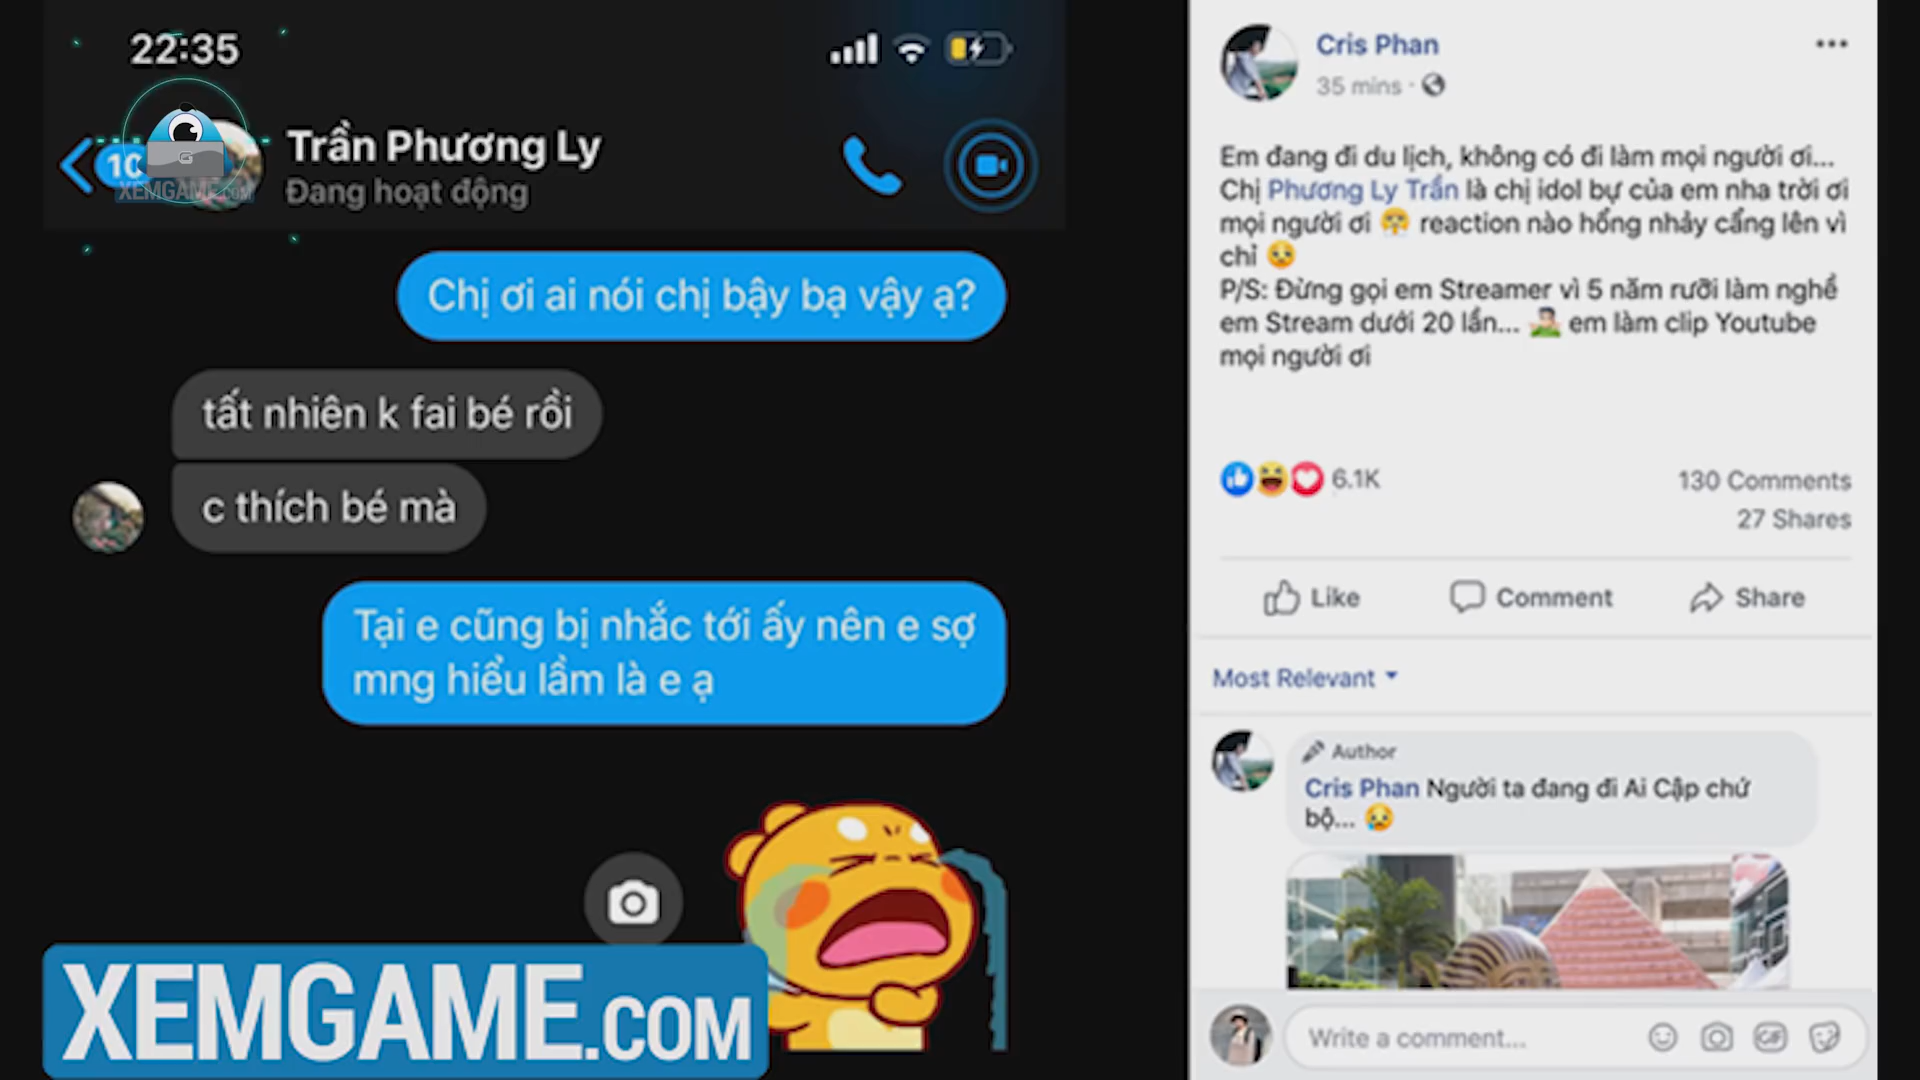 22:35
10
XEMGAME.COM
Trần Phương Ly
Đang hoạt động
Chị ơi ai nói chị bậy bạ vậy ạ?
tất nhiên k fai bé rồi
c thích bé mà
Tại e cũng bị nhắc tới ấy nên e sợ
mng hiểu lầm là e ạ
XEMGAME.COM
Cris Phan
35 mins ·
Em đang đi du lịch, không có đi làm mọi người ơi...
Chị Phương Ly Trần là chị idol bự của em nha trời ơi
mọi người ơi 😤 reaction nào hổng nhảy cẩng lên vì
chỉ 🥺
P/S: Đừng gọi em Streamer vì 5 năm rưỡi làm nghề
em Stream dưới 20 lần... em làm clip Youtube
mọi người ơi
6.1K
130 Comments
27 Shares
Like Comment Share
Most Relevant
Author
Cris Phan Người ta đang đi Ai Cập chứ
bộ... 😥
Write a comment...
GIF